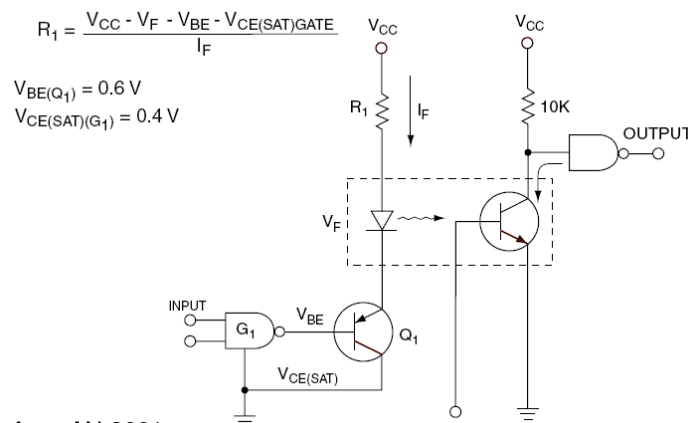 R1 = VCC - VF - VBE - VCE(SAT)GATE
IF
VBE(Q1) = 0.6 V
VCE(SAT)(G1) = 0.4 V
VCC
VCC
R1
IF
10K
OUTPUT
VF
INPUT
G1
VBE
Q1
VCE(SAT)